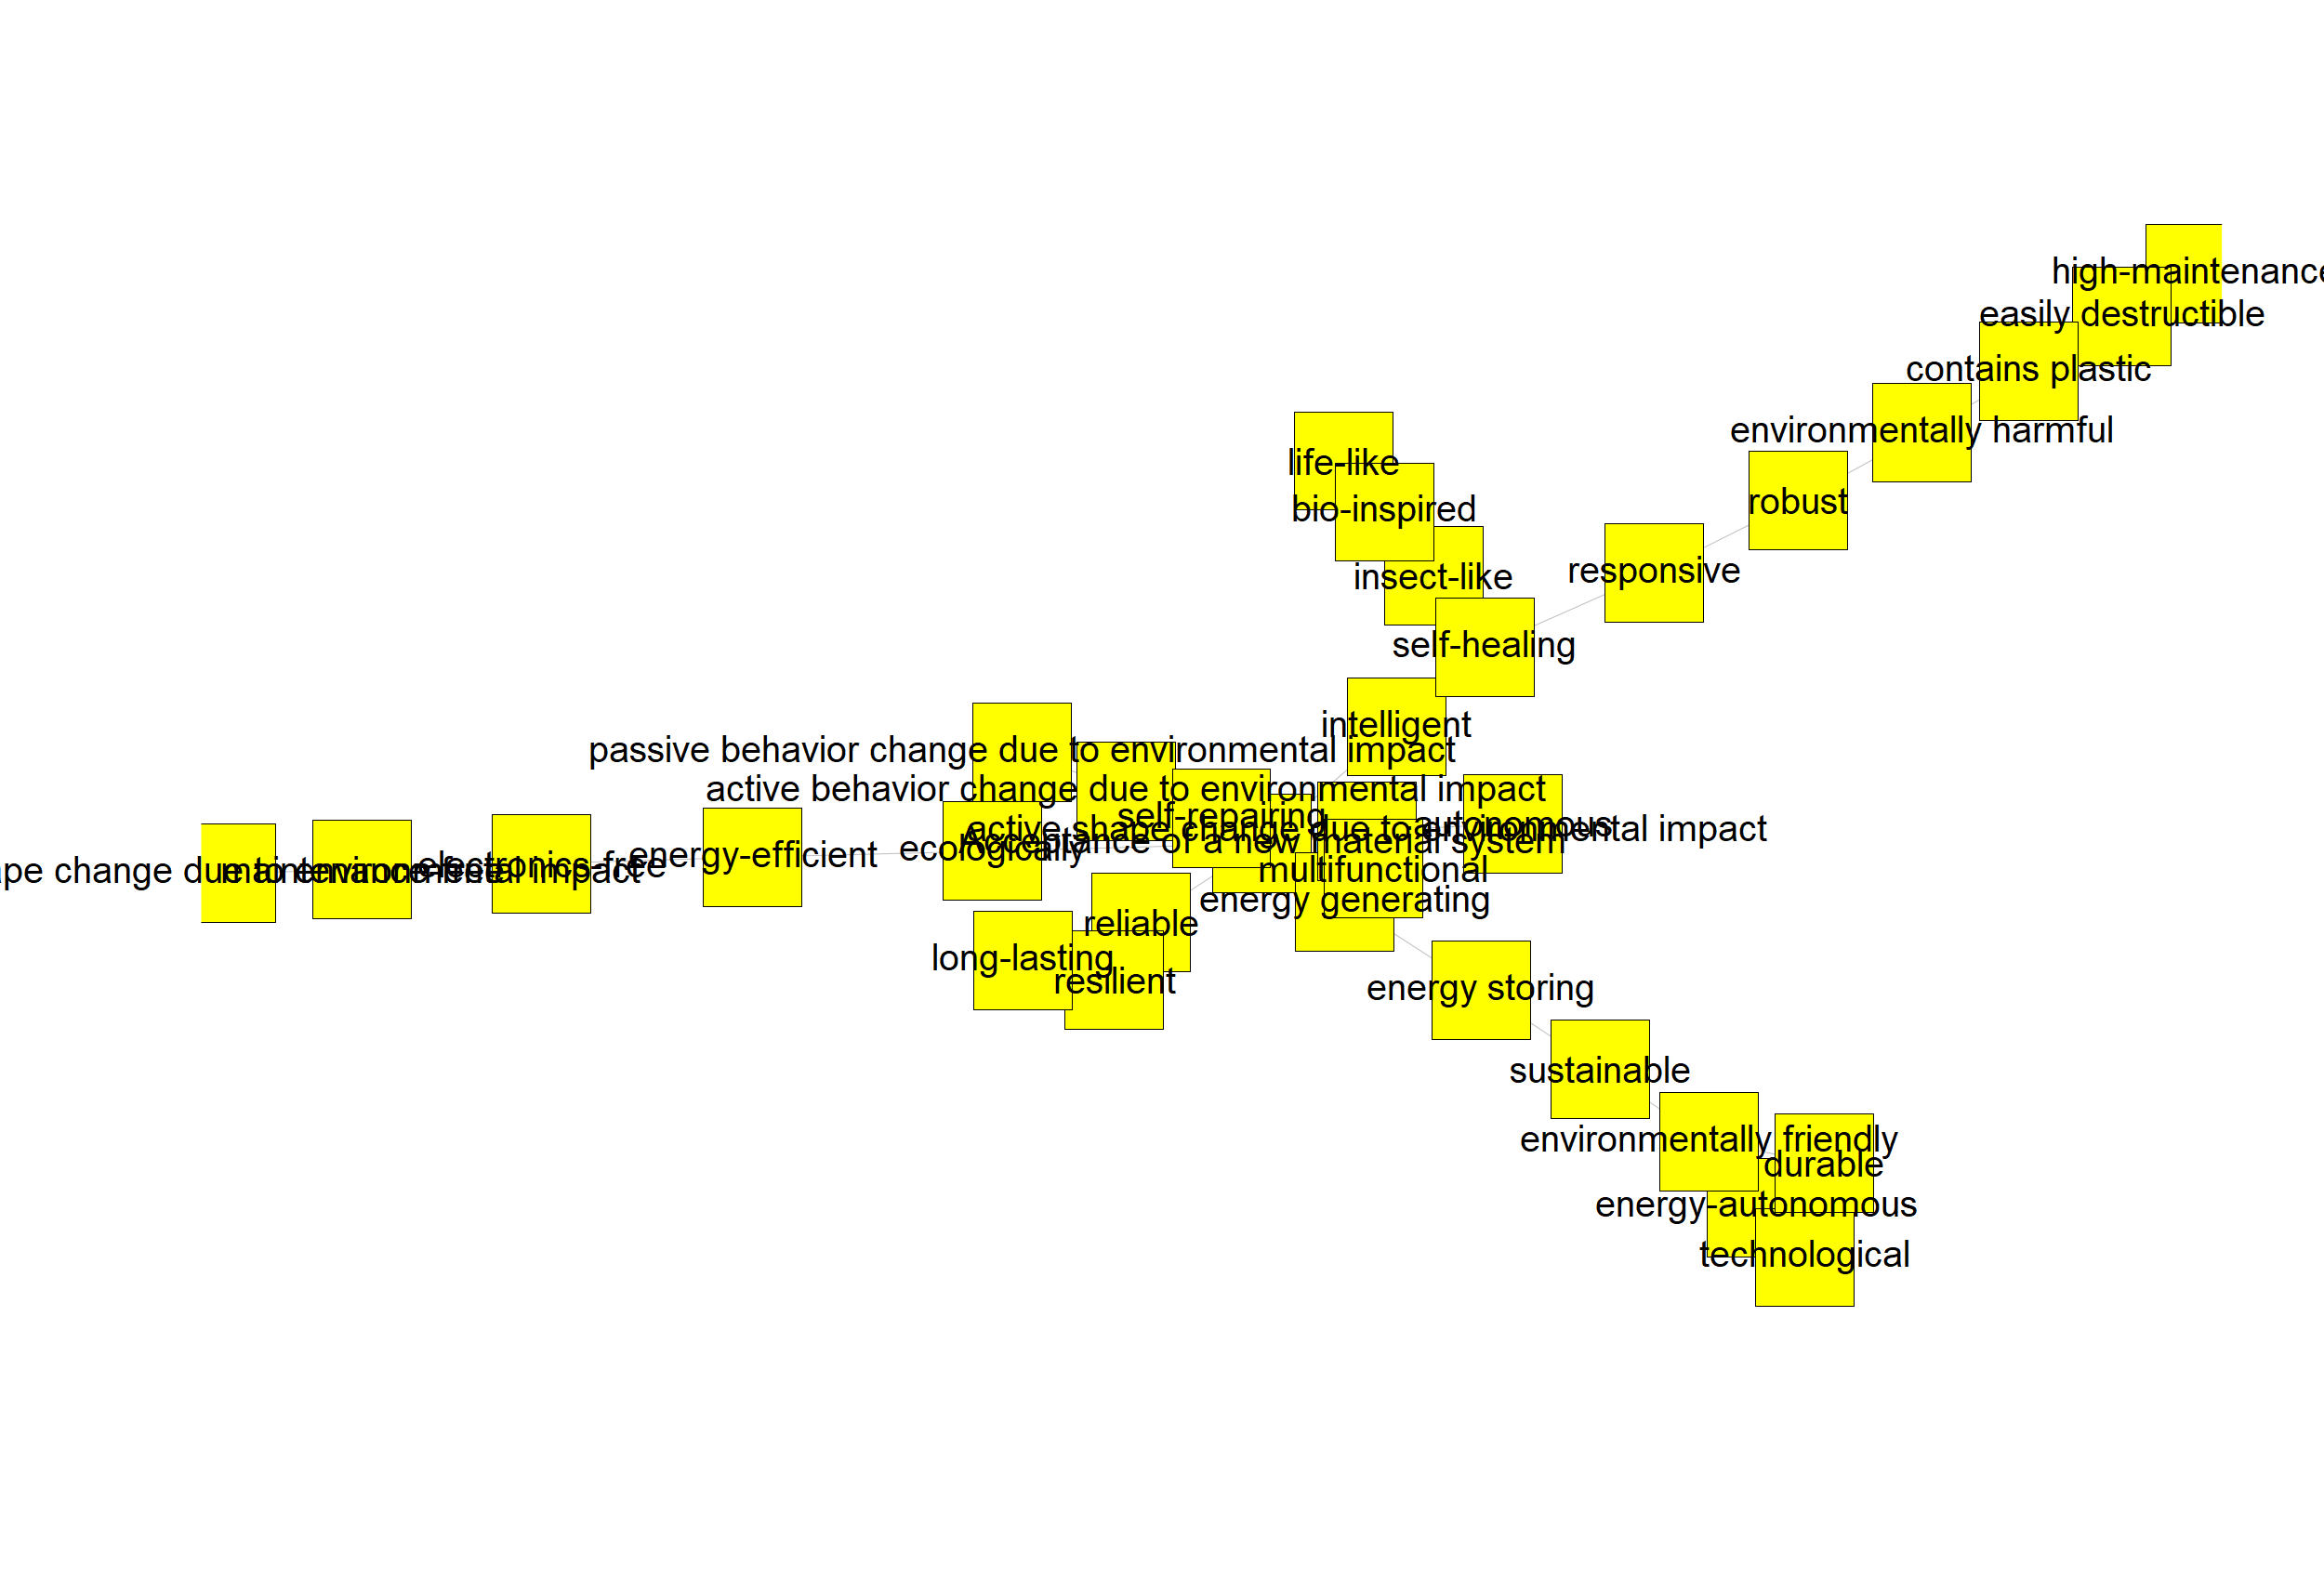 high-maintenance
easily destructible
contains plastic
environmentally harmful
life-like
robust
bio-inspired
responsive
insect-like
self-healing
intelligent
passive behavior change due to environmental impact
active behavior change due to environmental impact
self-repairing
autonomous
active shape change due to environmental impact
Acceptance of a new material system
ecologically
energy-efficient
electronics-free
maintenance-free
ape change due to environmental impact
multifunctional
energy generating
reliable
long-lasting
resilient
energy storing
sustainable
environmentally friendly
durable
energy-autonomous
technological